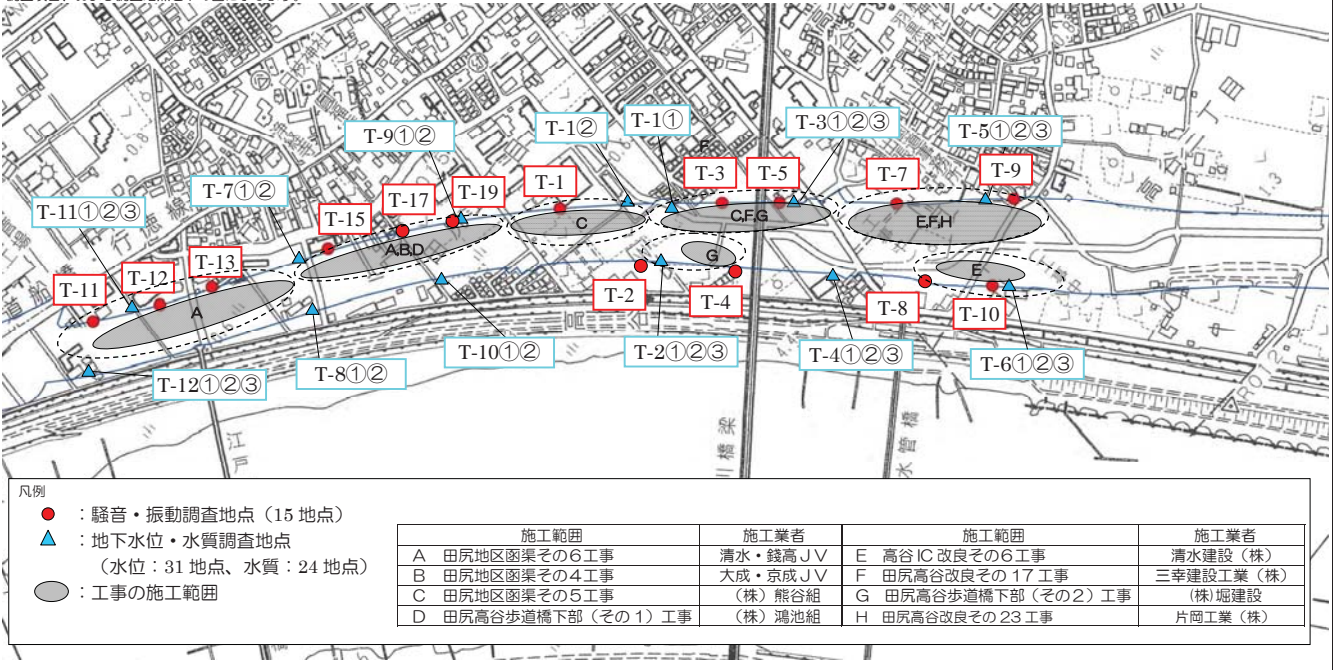 T-9①②
T-1②
T-1①
T-3①②③
T-5①②③
T-7①②
T-11①②③
T-19
T-17
T-15
T-1
T-3
T-5
T-7
T-9
F
A,B,D
C
C,F,G
E,F,H
T-11
T-12
T-13
A
G
E
T-2
T-4
T-8
T-10
T-12①②③
T-8①②
T-10①②
T-2①②③
T-4①②③
T-6①②③
江戸
川橋梁
水管橋
凡例
：騒音・振動調査地点（15 地点）
：地下水位・水質調査地点
（水位：31 地点、水質：24 地点）
：工事の施工範囲
施工範囲 施工業者 施工範囲 施工業者
A 田尻地区函渠その6工事 清水・錢高ＪＶ E 高谷 IC 改良その6工事 清水建設（株）
B 田尻地区函渠その4工事 大成・京成ＪＶ F 田尻高谷改良その 17 工事 三幸建設工業（株）
C 田尻地区函渠その5工事 （株）熊谷組 G 田尻高谷歩道橋下部（その2）工事 (株)堀建設
D 田尻高谷歩道橋下部（その1）工事 （株）鴻池組 H 田尻高谷改良その 23 工事 片岡工業（株）